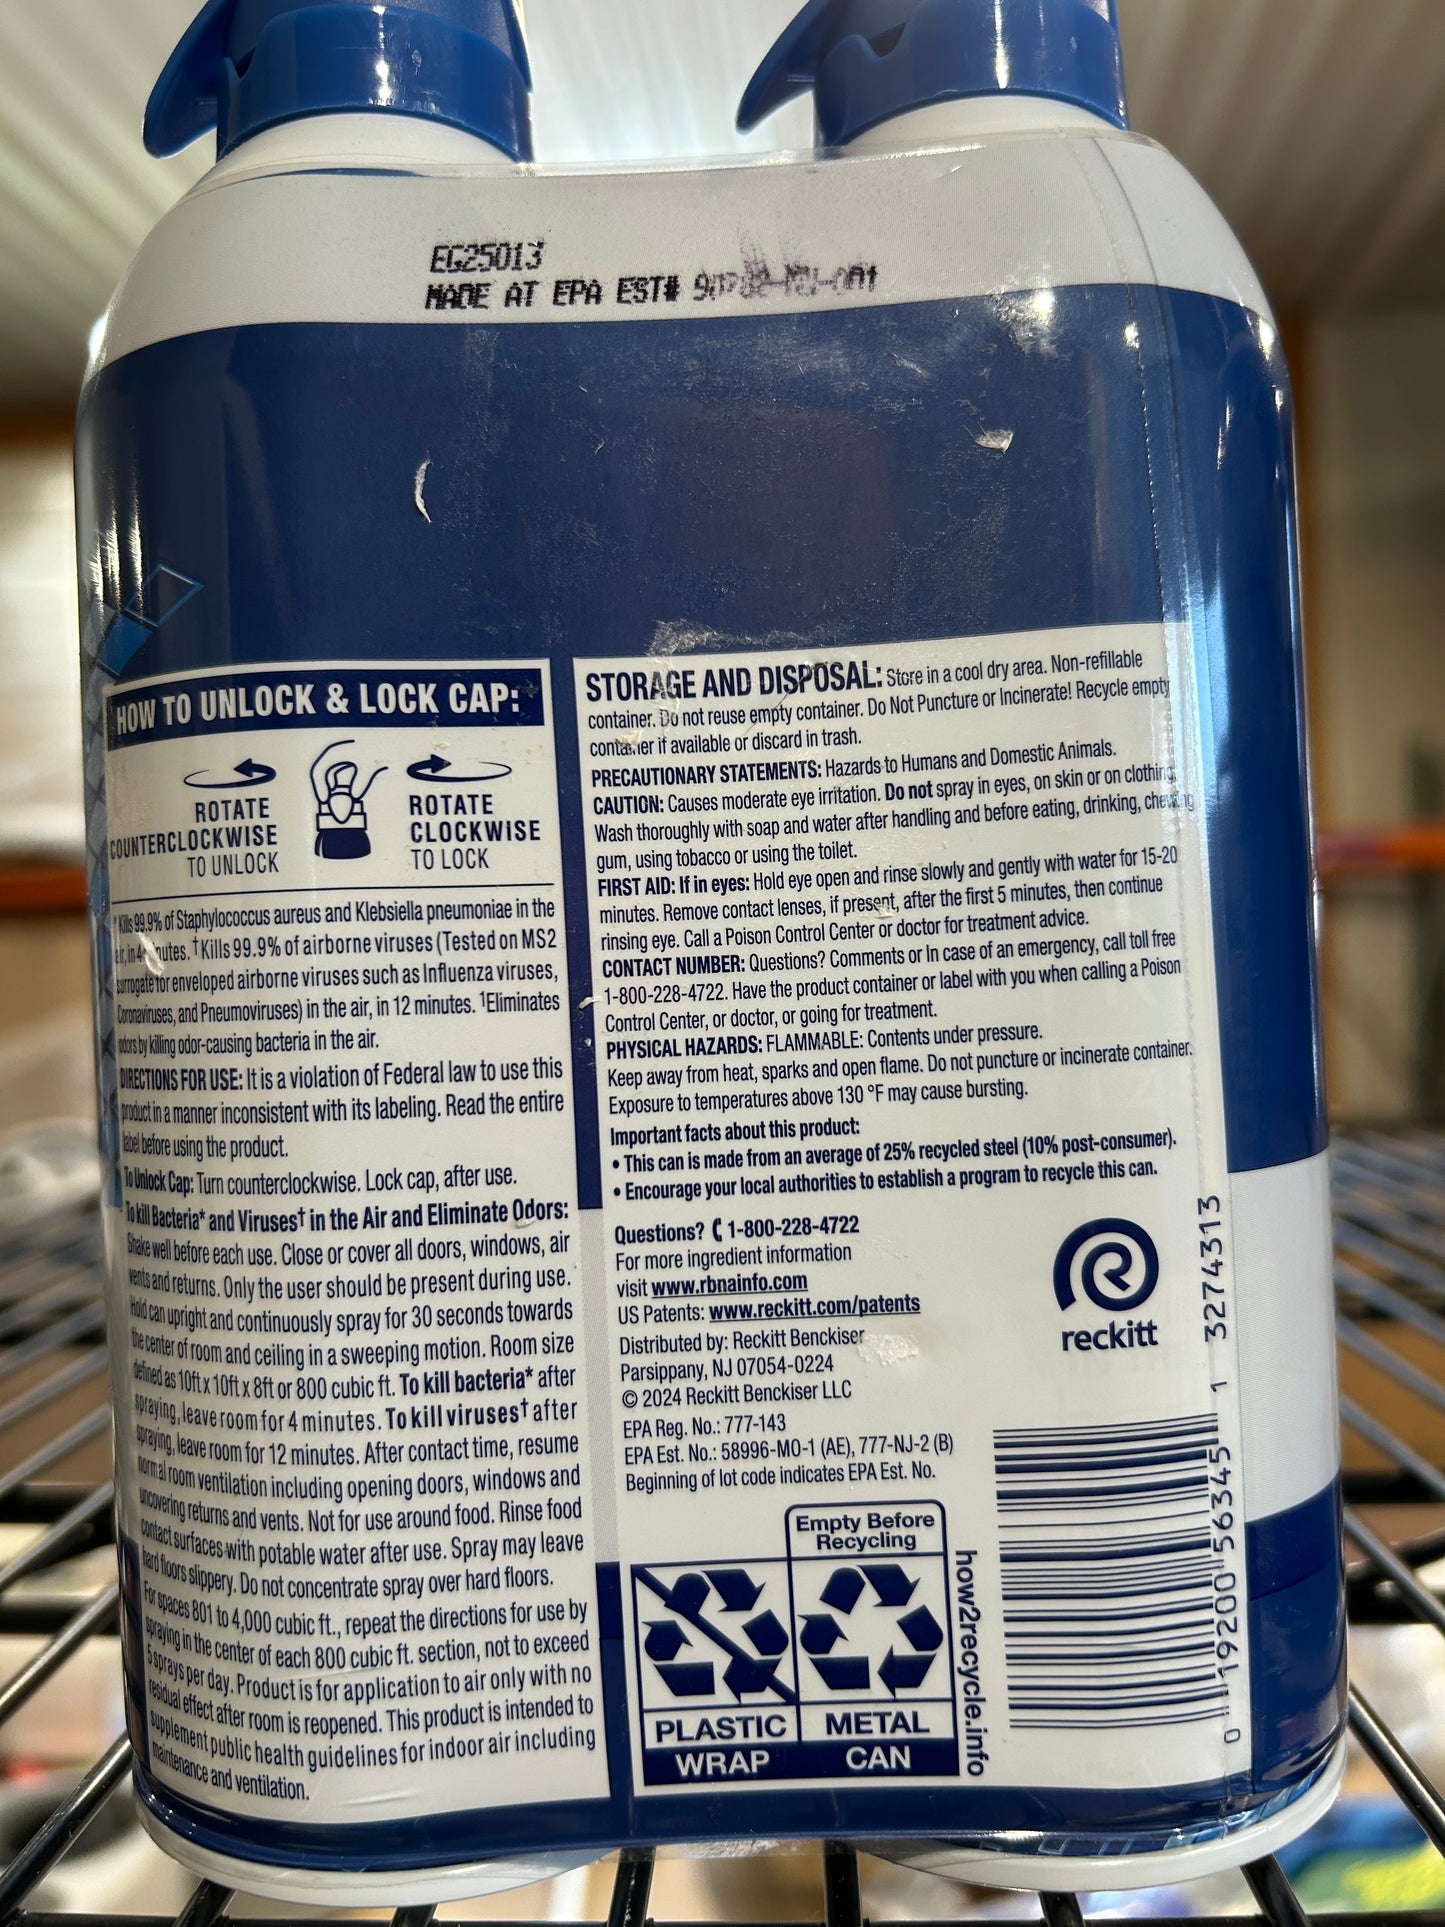 EG25013
MADE AT EPA EST#
HOW TO UNLOCK & LOCK CAP:
ROTATE
COUNTERCLOCKWISE
TO UNLOCK
ROTATE
CLOCKWISE
TO LOCK
*Kills 99.9% of Staphylococcus aureus and Klebsiella pneumoniae in the
air, in 4 minutes. †Kills 99.9% of airborne viruses (Tested on MS2
surrogate for enveloped airborne viruses such as Influenza viruses,
Coronaviruses, and Pneumoviruses) in the air, in 12 minutes. ¹Eliminates
odors by killing odor-causing bacteria in the air.
DIRECTIONS FOR USE: It is a violation of Federal law to use this
product in a manner inconsistent with its labeling. Read the entire
label before using the product.
To Unlock Cap: Turn counterclockwise. Lock cap, after use.
To kill Bacteria* and Viruses† in the Air and Eliminate Odors:
Shake well before each use. Close or cover all doors, windows, air
vents and returns. Only the user should be present during use.
Hold can upright and continuously spray for 30 seconds towards
the center of room and ceiling in a sweeping motion. Room size
defined as 10ft x 10ft x 8ft or 800 cubic ft. To kill bacteria* after
spraying, leave room for 4 minutes. To kill viruses† after
spraying, leave room for 12 minutes. After contact time, resume
normal room ventilation including opening doors, windows and
uncovering returns and vents. Not for use around food. Rinse food
contact surfaces with potable water after use. Spray may leave
hard floors slippery. Do not concentrate spray over hard floors.
For spaces 801 to 4,000 cubic ft., repeat the directions for use by
spraying in the center of each 800 cubic ft. section, not to exceed
5 sprays per day. Product is for application to air only with no
residual effect after room is reopened. This product is intended to
supplement public health guidelines for indoor air including
maintenance and ventilation.
STORAGE AND DISPOSAL: Store in a cool dry area. Non-refillable
container. Do not reuse empty container. Do Not Puncture or Incinerate! Recycle empty
container if available or discard in trash.
PRECAUTIONARY STATEMENTS: Hazards to Humans and Domestic Animals.
CAUTION: Causes moderate eye irritation. Do not spray in eyes, on skin or on clothing.
Wash thoroughly with soap and water after handling and before eating, drinking, chewing
gum, using tobacco or using the toilet.
FIRST AID: If in eyes: Hold eye open and rinse slowly and gently with water for 15-20
minutes. Remove contact lenses, if present, after the first 5 minutes, then continue
rinsing eye. Call a Poison Control Center or doctor for treatment advice.
CONTACT NUMBER: Questions? Comments or In case of an emergency, call toll free
1-800-228-4722. Have the product container or label with you when calling a Poison
Control Center, or doctor, or going for treatment.
PHYSICAL HAZARDS: FLAMMABLE: Contents under pressure.
Keep away from heat, sparks and open flame. Do not puncture or incinerate container.
Exposure to temperatures above 130 °F may cause bursting.
Important facts about this product:
• This can is made from an average of 25% recycled steel (10% post-consumer).
• Encourage your local authorities to establish a program to recycle this can.
Questions? 1-800-228-4722
For more ingredient information
visit www.rbnainfo.com
US Patents: www.reckitt.com/patents
Distributed by: Reckitt Benckiser
Parsippany, NJ 07054-0224
© 2024 Reckitt Benckiser LLC
EPA Reg. No.: 777-143
EPA Est. No.: 58996-MO-1 (AE), 777-NJ-2 (B)
Beginning of lot code indicates EPA Est. No.
reckitt
3274313
0 19200 56345 1
Empty Before
Recycling
PLASTIC
WRAP
METAL
CAN
how2recycle.info